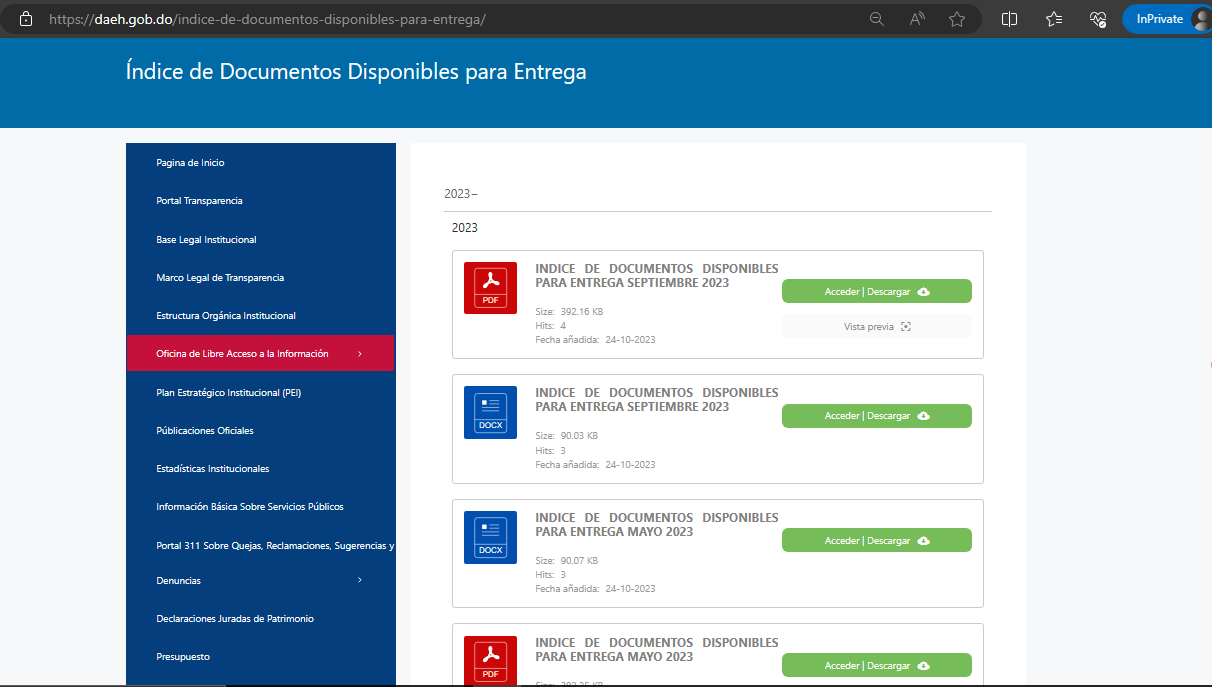 https://daeh.gob.do/indice-de-documentos-disponibles-para-entrega/
InPrivate
Índice de Documentos Disponibles para Entrega
Pagina de Inicio
Portal Transparencia
Base Legal Institucional
Marco Legal de Transparencia
Estructura Orgánica Institucional
Oficina de Libre Acceso a la Información
Plan Estratégico Institucional (PEI)
Públicaciones Oficiales
Estadísticas Institucionales
Información Básica Sobre Servicios Públicos
Portal 311 Sobre Quejas, Reclamaciones, Sugerencias y
Denuncias
Declaraciones Juradas de Patrimonio
Presupuesto
2023–
2023
PDF
INDICE DE DOCUMENTOS DISPONIBLES
PARA ENTREGA SEPTIEMBRE 2023
Size: 392.16 KB
Hits: 4
Fecha añadida: 24-10-2023
Acceder | Descargar
Vista previa
DOCX
INDICE DE DOCUMENTOS DISPONIBLES
PARA ENTREGA SEPTIEMBRE 2023
Size: 90.03 KB
Hits: 3
Fecha añadida: 24-10-2023
Acceder | Descargar
DOCX
INDICE DE DOCUMENTOS DISPONIBLES
PARA ENTREGA MAYO 2023
Size: 90.07 KB
Hits: 3
Fecha añadida: 24-10-2023
Acceder | Descargar
PDF
INDICE DE DOCUMENTOS DISPONIBLES
PARA ENTREGA MAYO 2023
Acceder | Descargar